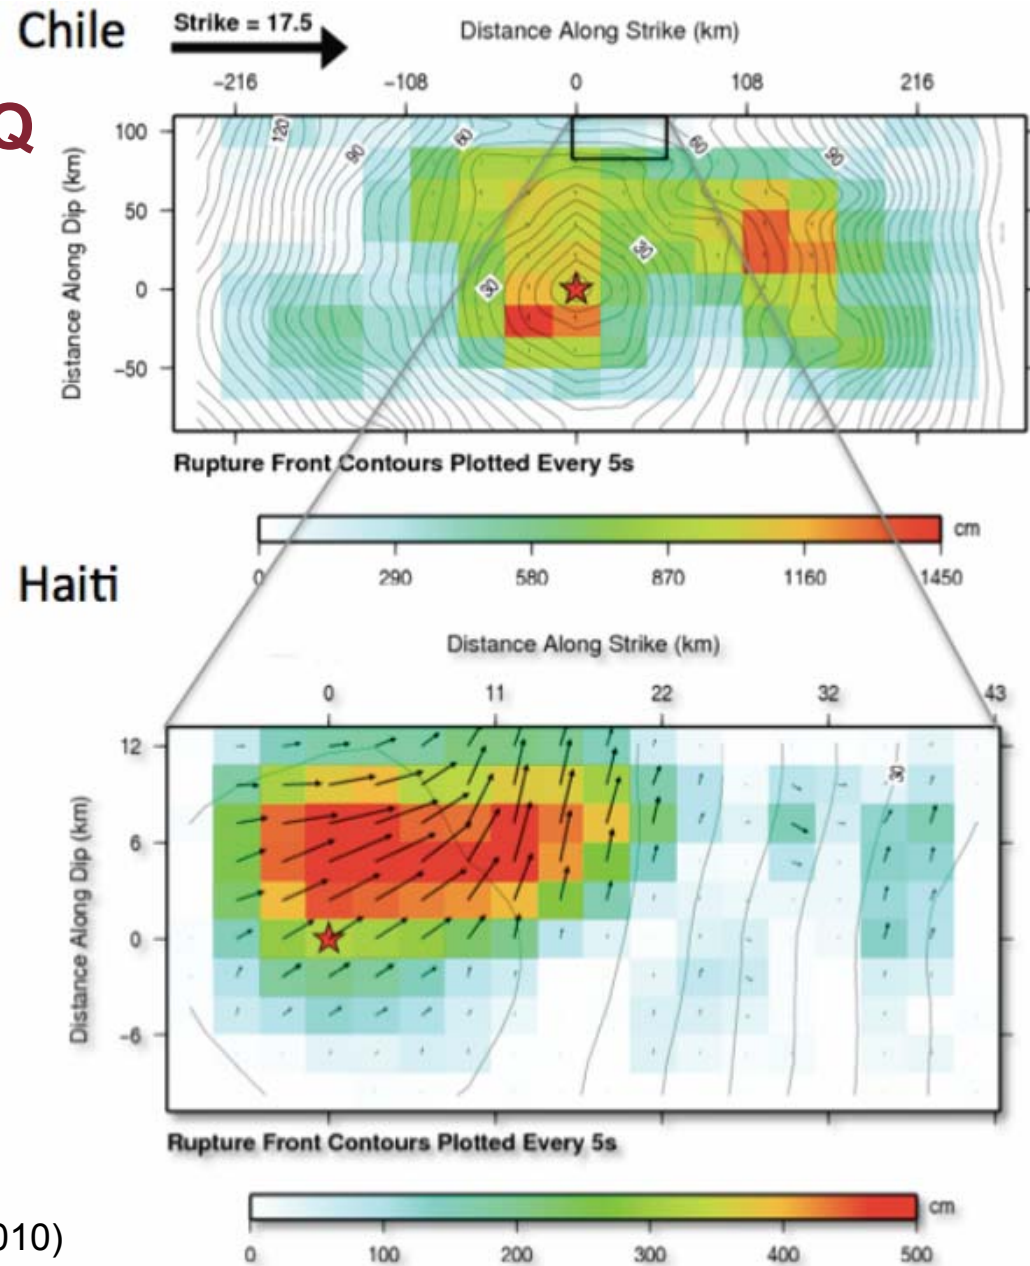 Chile
Strike = 17.5
Distance Along Strike (km)
−216 −108 0 108 216
Q
Distance Along Dip (km)
100
50
0
−50
120 90 60 60 90
30 30
Rupture Front Contours Plotted Every 5s
cm
0 290 580 870 1160 1450
Haiti
Distance Along Strike (km)
0 11 22 32 43
Distance Along Dip (km)
12
6
0
−6
30
Rupture Front Contours Plotted Every 5s
cm
0 100 200 300 400 500
010)